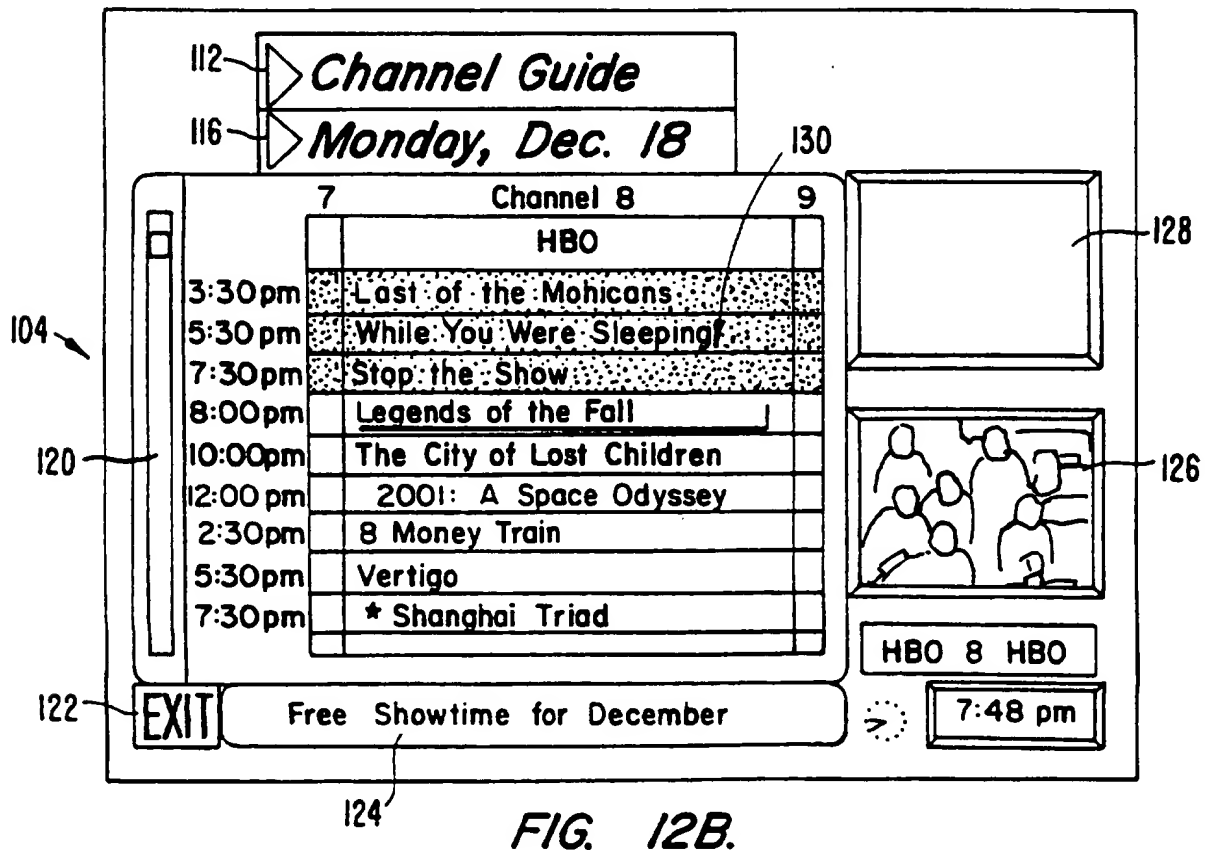 112 Channel Guide
116 Monday, Dec. 18
130
7 Channel 8 9
HBO
128
3:30pm Last of the Mohicans
104
5:30pm While You Were Sleeping
7:30pm Stop the Show
8:00pm Legends of the Fall
120
10:00pm The City of Lost Children
126
12:00 pm 2001: A Space Odyssey
2:30pm 8 Money Train
5:30pm Vertigo
7:30pm * Shanghai Triad
HBO 8 HBO
122 EXIT Free Showtime for December 7:48 pm
124
FIG. 12B.